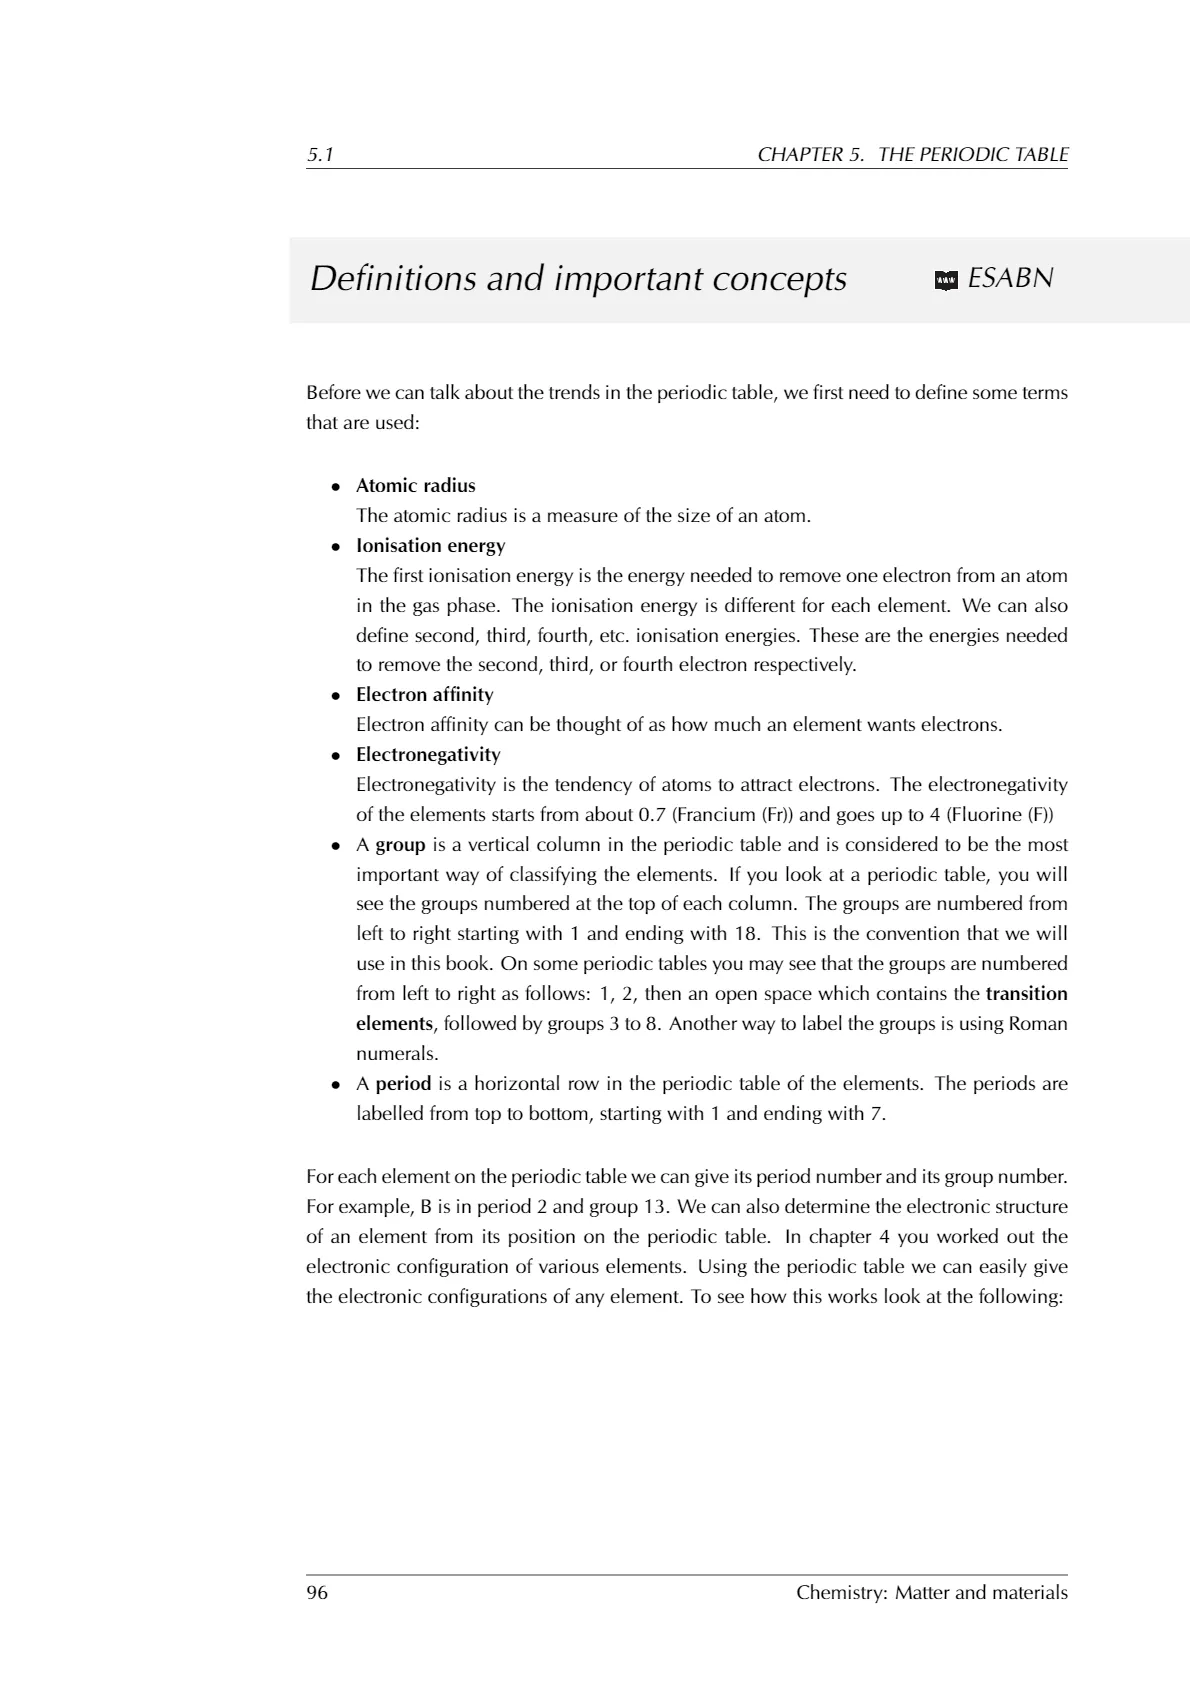 5.1 CHAPTER 5. THE PERIODIC TABLE
Definitions and important concepts www ESABN
Before we can talk about the trends in the periodic table, we first need to define some terms
that are used:
• Atomic radius
The atomic radius is a measure of the size of an atom.
• Ionisation energy
The first ionisation energy is the energy needed to remove one electron from an atom
in the gas phase. The ionisation energy is different for each element. We can also
define second, third, fourth, etc. ionisation energies. These are the energies needed
to remove the second, third, or fourth electron respectively.
• Electron affinity
Electron affinity can be thought of as how much an element wants electrons.
• Electronegativity
Electronegativity is the tendency of atoms to attract electrons. The electronegativity
of the elements starts from about 0.7 (Francium (Fr)) and goes up to 4 (Fluorine (F))
• A group is a vertical column in the periodic table and is considered to be the most
important way of classifying the elements. If you look at a periodic table, you will
see the groups numbered at the top of each column. The groups are numbered from
left to right starting with 1 and ending with 18. This is the convention that we will
use in this book. On some periodic tables you may see that the groups are numbered
from left to right as follows: 1, 2, then an open space which contains the transition
elements, followed by groups 3 to 8. Another way to label the groups is using Roman
numerals.
• A period is a horizontal row in the periodic table of the elements. The periods are
labelled from top to bottom, starting with 1 and ending with 7.
For each element on the periodic table we can give its period number and its group number.
For example, B is in period 2 and group 13. We can also determine the electronic structure
of an element from its position on the periodic table. In chapter 4 you worked out the
electronic configuration of various elements. Using the periodic table we can easily give
the electronic configurations of any element. To see how this works look at the following:
96 Chemistry: Matter and materials